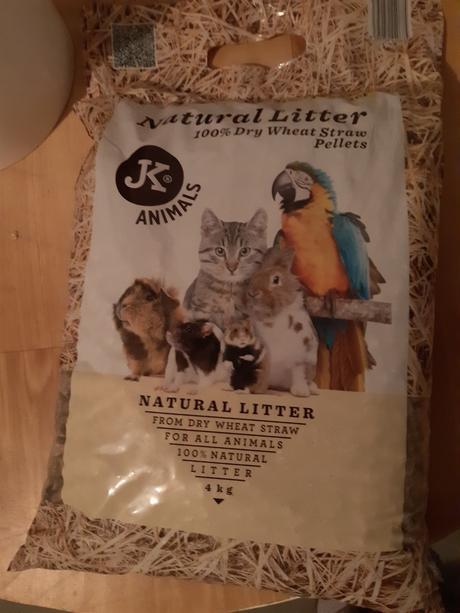 Natural Litter
100% Dry Wheat Straw
Pellets
JK®
ANIMALS
NATURAL LITTER
FROM DRY WHEAT STRAW
FOR ALL ANIMALS
100% NATURAL
LITTER
4 kg